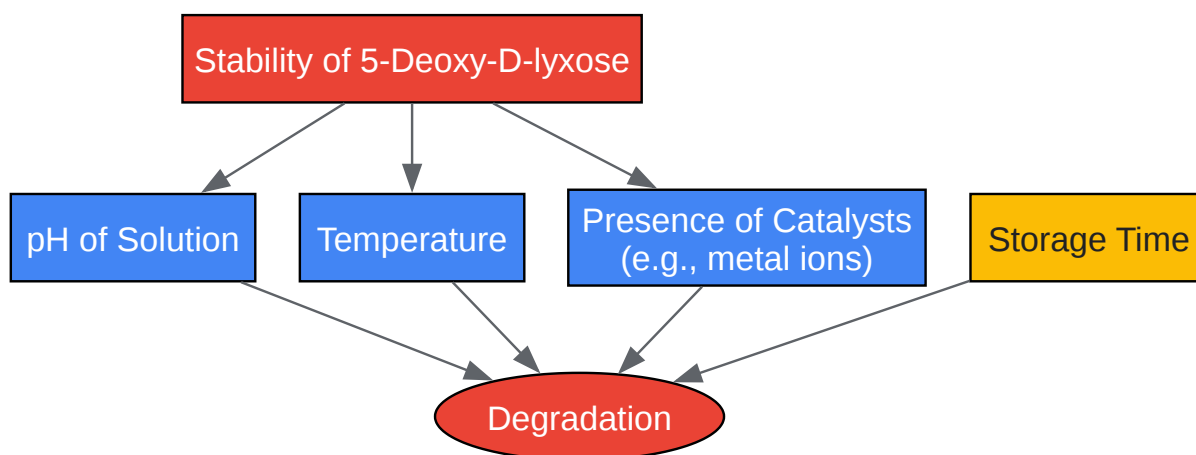 Stability of 5-Deoxy-D-lyxose
pH of Solution
Temperature
Presence of Catalysts
(e.g., metal ions)
Storage Time
Degradation